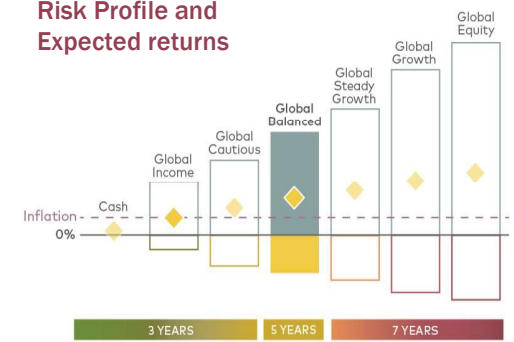 Risk Profile and
Expected returns
Global
Equity
Global
Growth
Global
Steady
Growth
Global
Balanced
Global
Cautious
Global
Income
Cash
Inflation
0%
3 YEARS
5 YEARS
7 YEARS